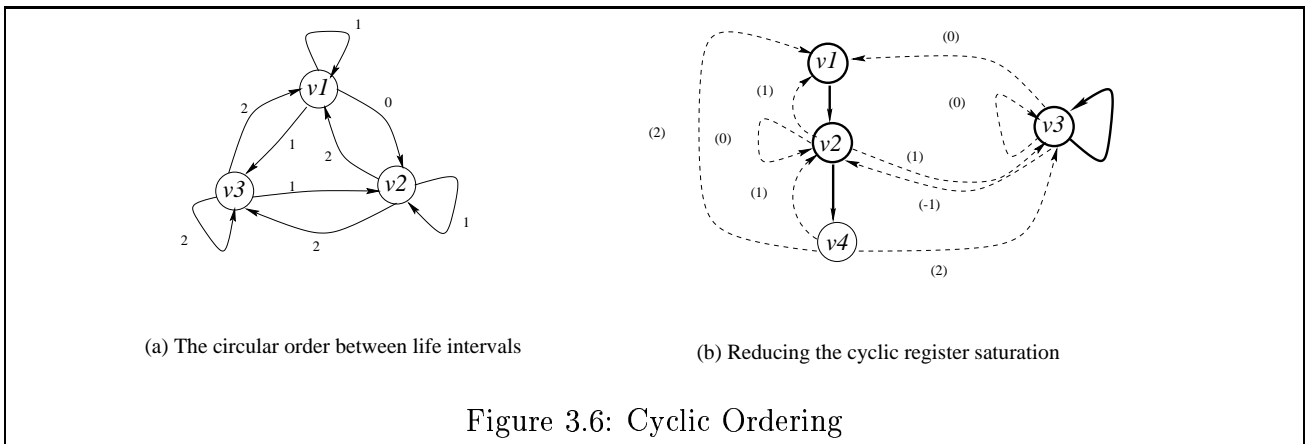 1
v1
2
0
1
2
v3
1
v2
2
2
1
(a) The circular order between life intervals
(0)
v1
(1)
(0)
v3
(2)
(0)
v2
(1)
(1)
(-1)
v4
(2)
(b) Reducing the cyclic register saturation
Figure 3.6: Cyclic Ordering